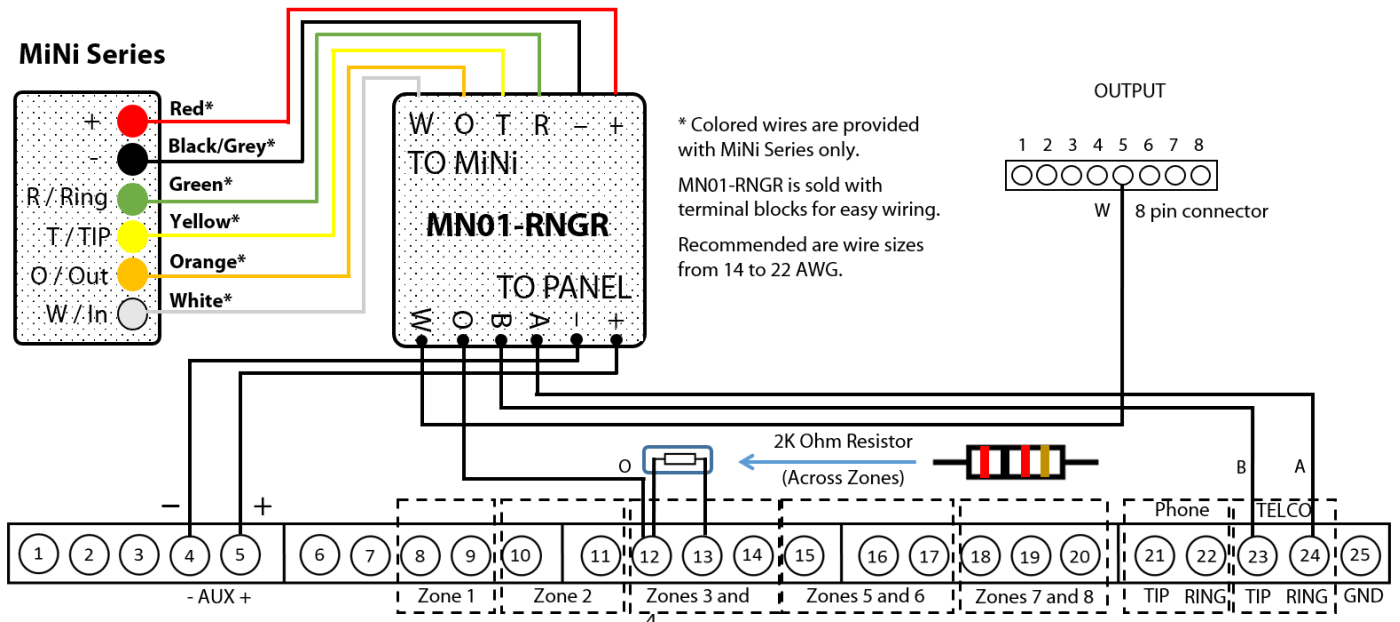 MiNi Series
+
-
R / Ring
T / TIP
O / Out
W / In
Red*
Black/Grey*
Green*
Yellow*
Orange*
White*
W O T R – +
TO MiNi
MN01-RNGR
TO PANEL
W O B A – +
* Colored wires are provided
with MiNi Series only.
MN01-RNGR is sold with
terminal blocks for easy wiring.
Recommended are wire sizes
from 14 to 22 AWG.
OUTPUT
1 2 3 4 5 6 7 8
W
8 pin connector
2K Ohm Resistor
(Across Zones)
O
B
A
– +
Phone
TELCO
1 2 3 4 5 6 7 8 9 10 11 12 13 14 15 16 17 18 19 20 21 22 23 24 25
- AUX +
Zone 1
Zone 2
Zones 3 and
4
Zones 5 and 6
Zones 7 and 8
TIP RING
TIP RING
GND